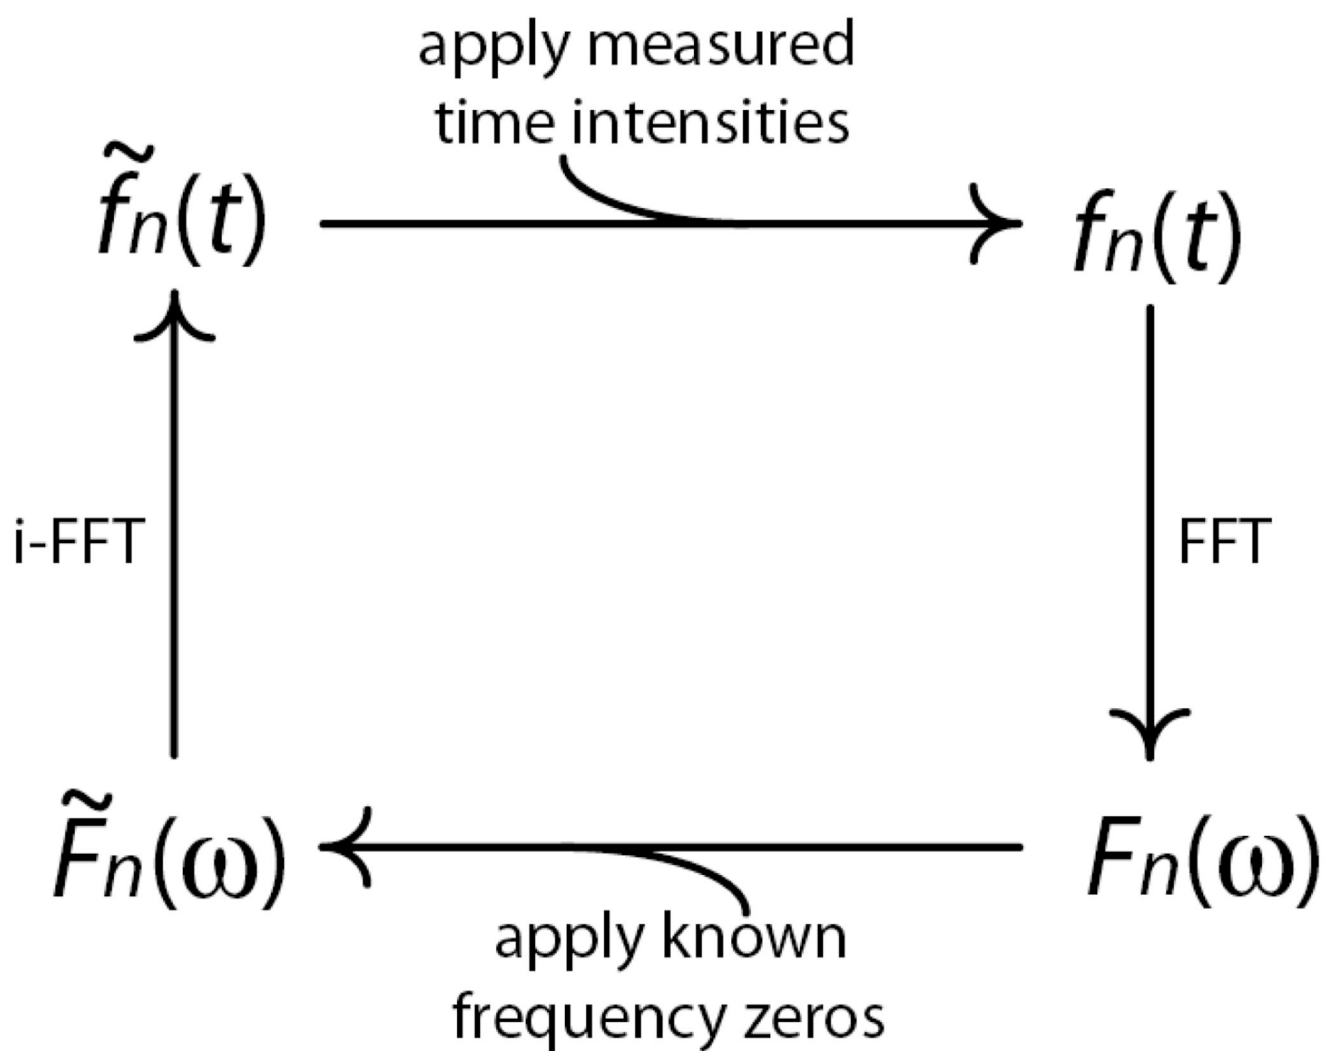 apply measured
time intensities
f̃n(t)
fn(t)
i-FFT
FFT
F̃n(ω)
Fn(ω)
apply known
frequency zeros